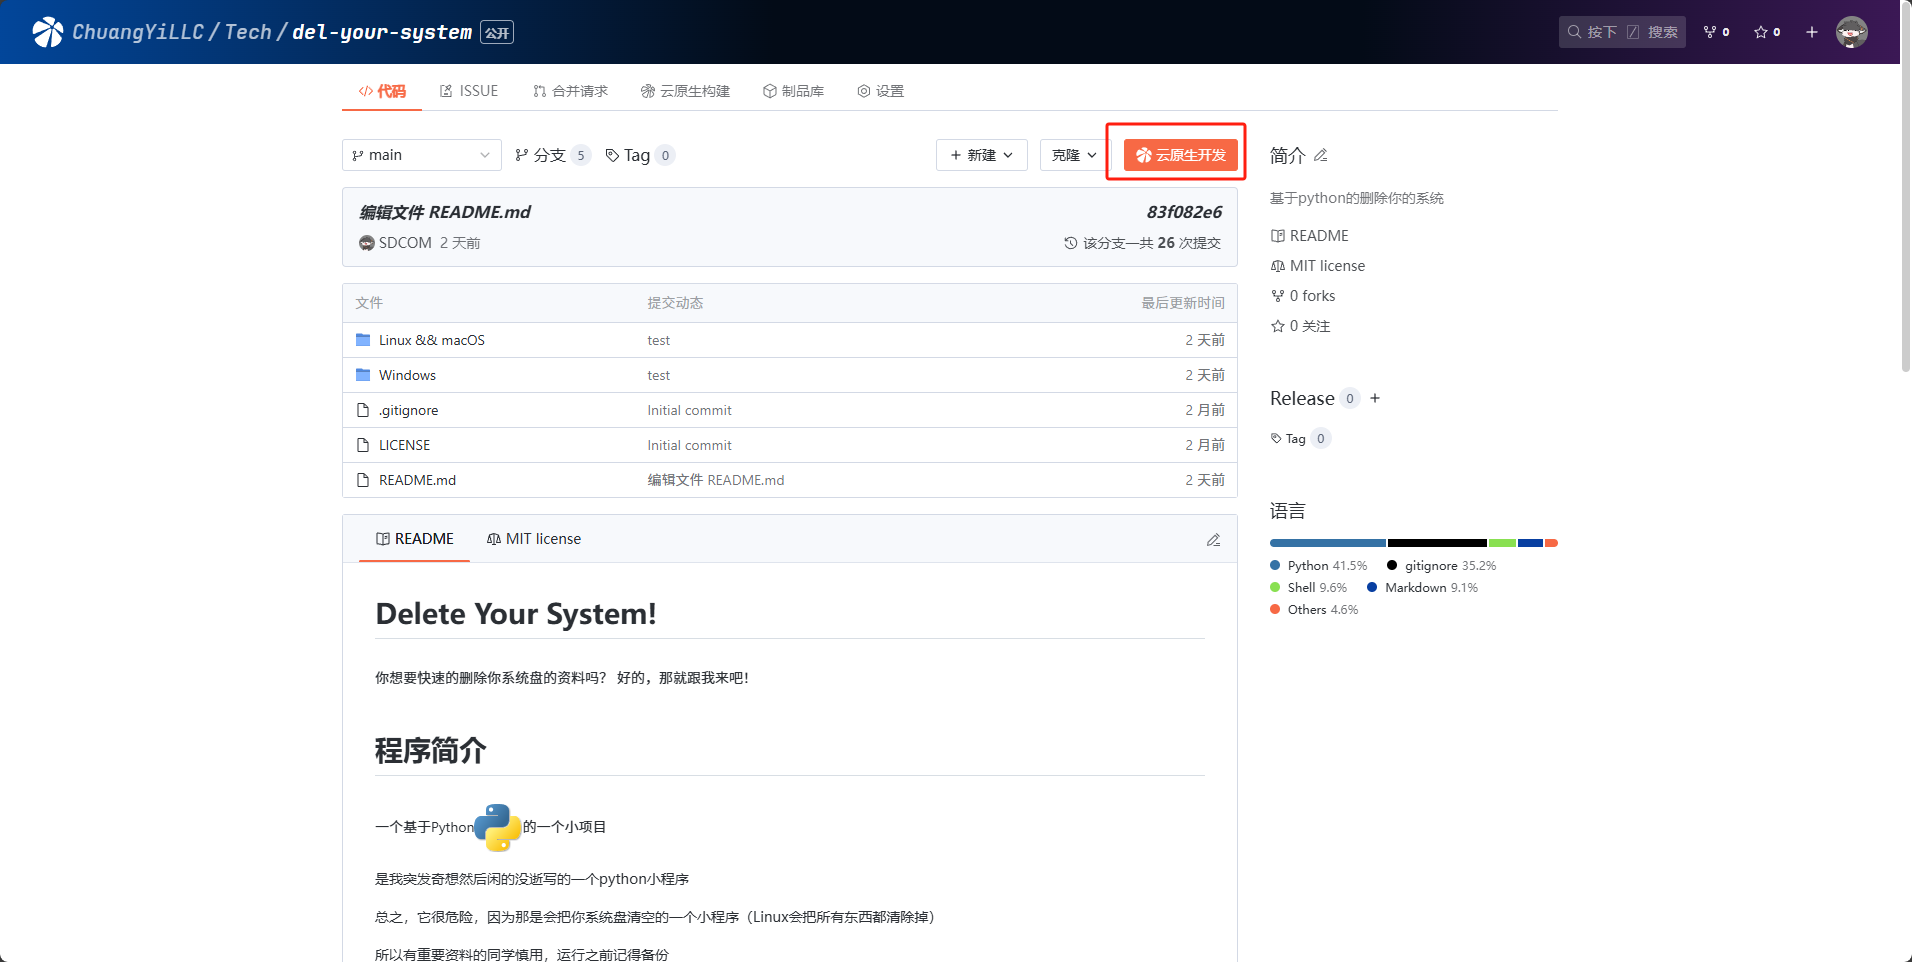 ChuangYiLLC / Tech / del-your-system 公开
按下 / 搜索
0
0
代码
ISSUE
合并请求
云原生构建
制品库
设置
main
分支 5
Tag 0
新建
克隆
云原生开发
编辑文件 README.md
83f082e6
SDCOM 2 天前
该分支一共 26 次提交
文件 提交动态 最后更新时间
Linux && macOS test 2 天前
Windows test 2 天前
.gitignore Initial commit 2 月前
LICENSE Initial commit 2 月前
README.md 编辑文件 README.md 2 天前
README
MIT license
Delete Your System!
你想要快速的删除你系统盘的资料吗？ 好的，那就跟我来吧！
程序简介
一个基于Python的一个小项目
是我突发奇想然后闲的没逝写的一个python小程序
总之，它很危险，因为那是会把你系统盘清空的一个小程序（Linux会把所有东西都清除掉）
所以有重要资料的同学慎用，运行之前记得备份
简介
基于python的删除你的系统
README
MIT license
0 forks
0 关注
Release 0 +
Tag 0
语言
Python 41.5% gitignore 35.2%
Shell 9.6% Markdown 9.1%
Others 4.6%